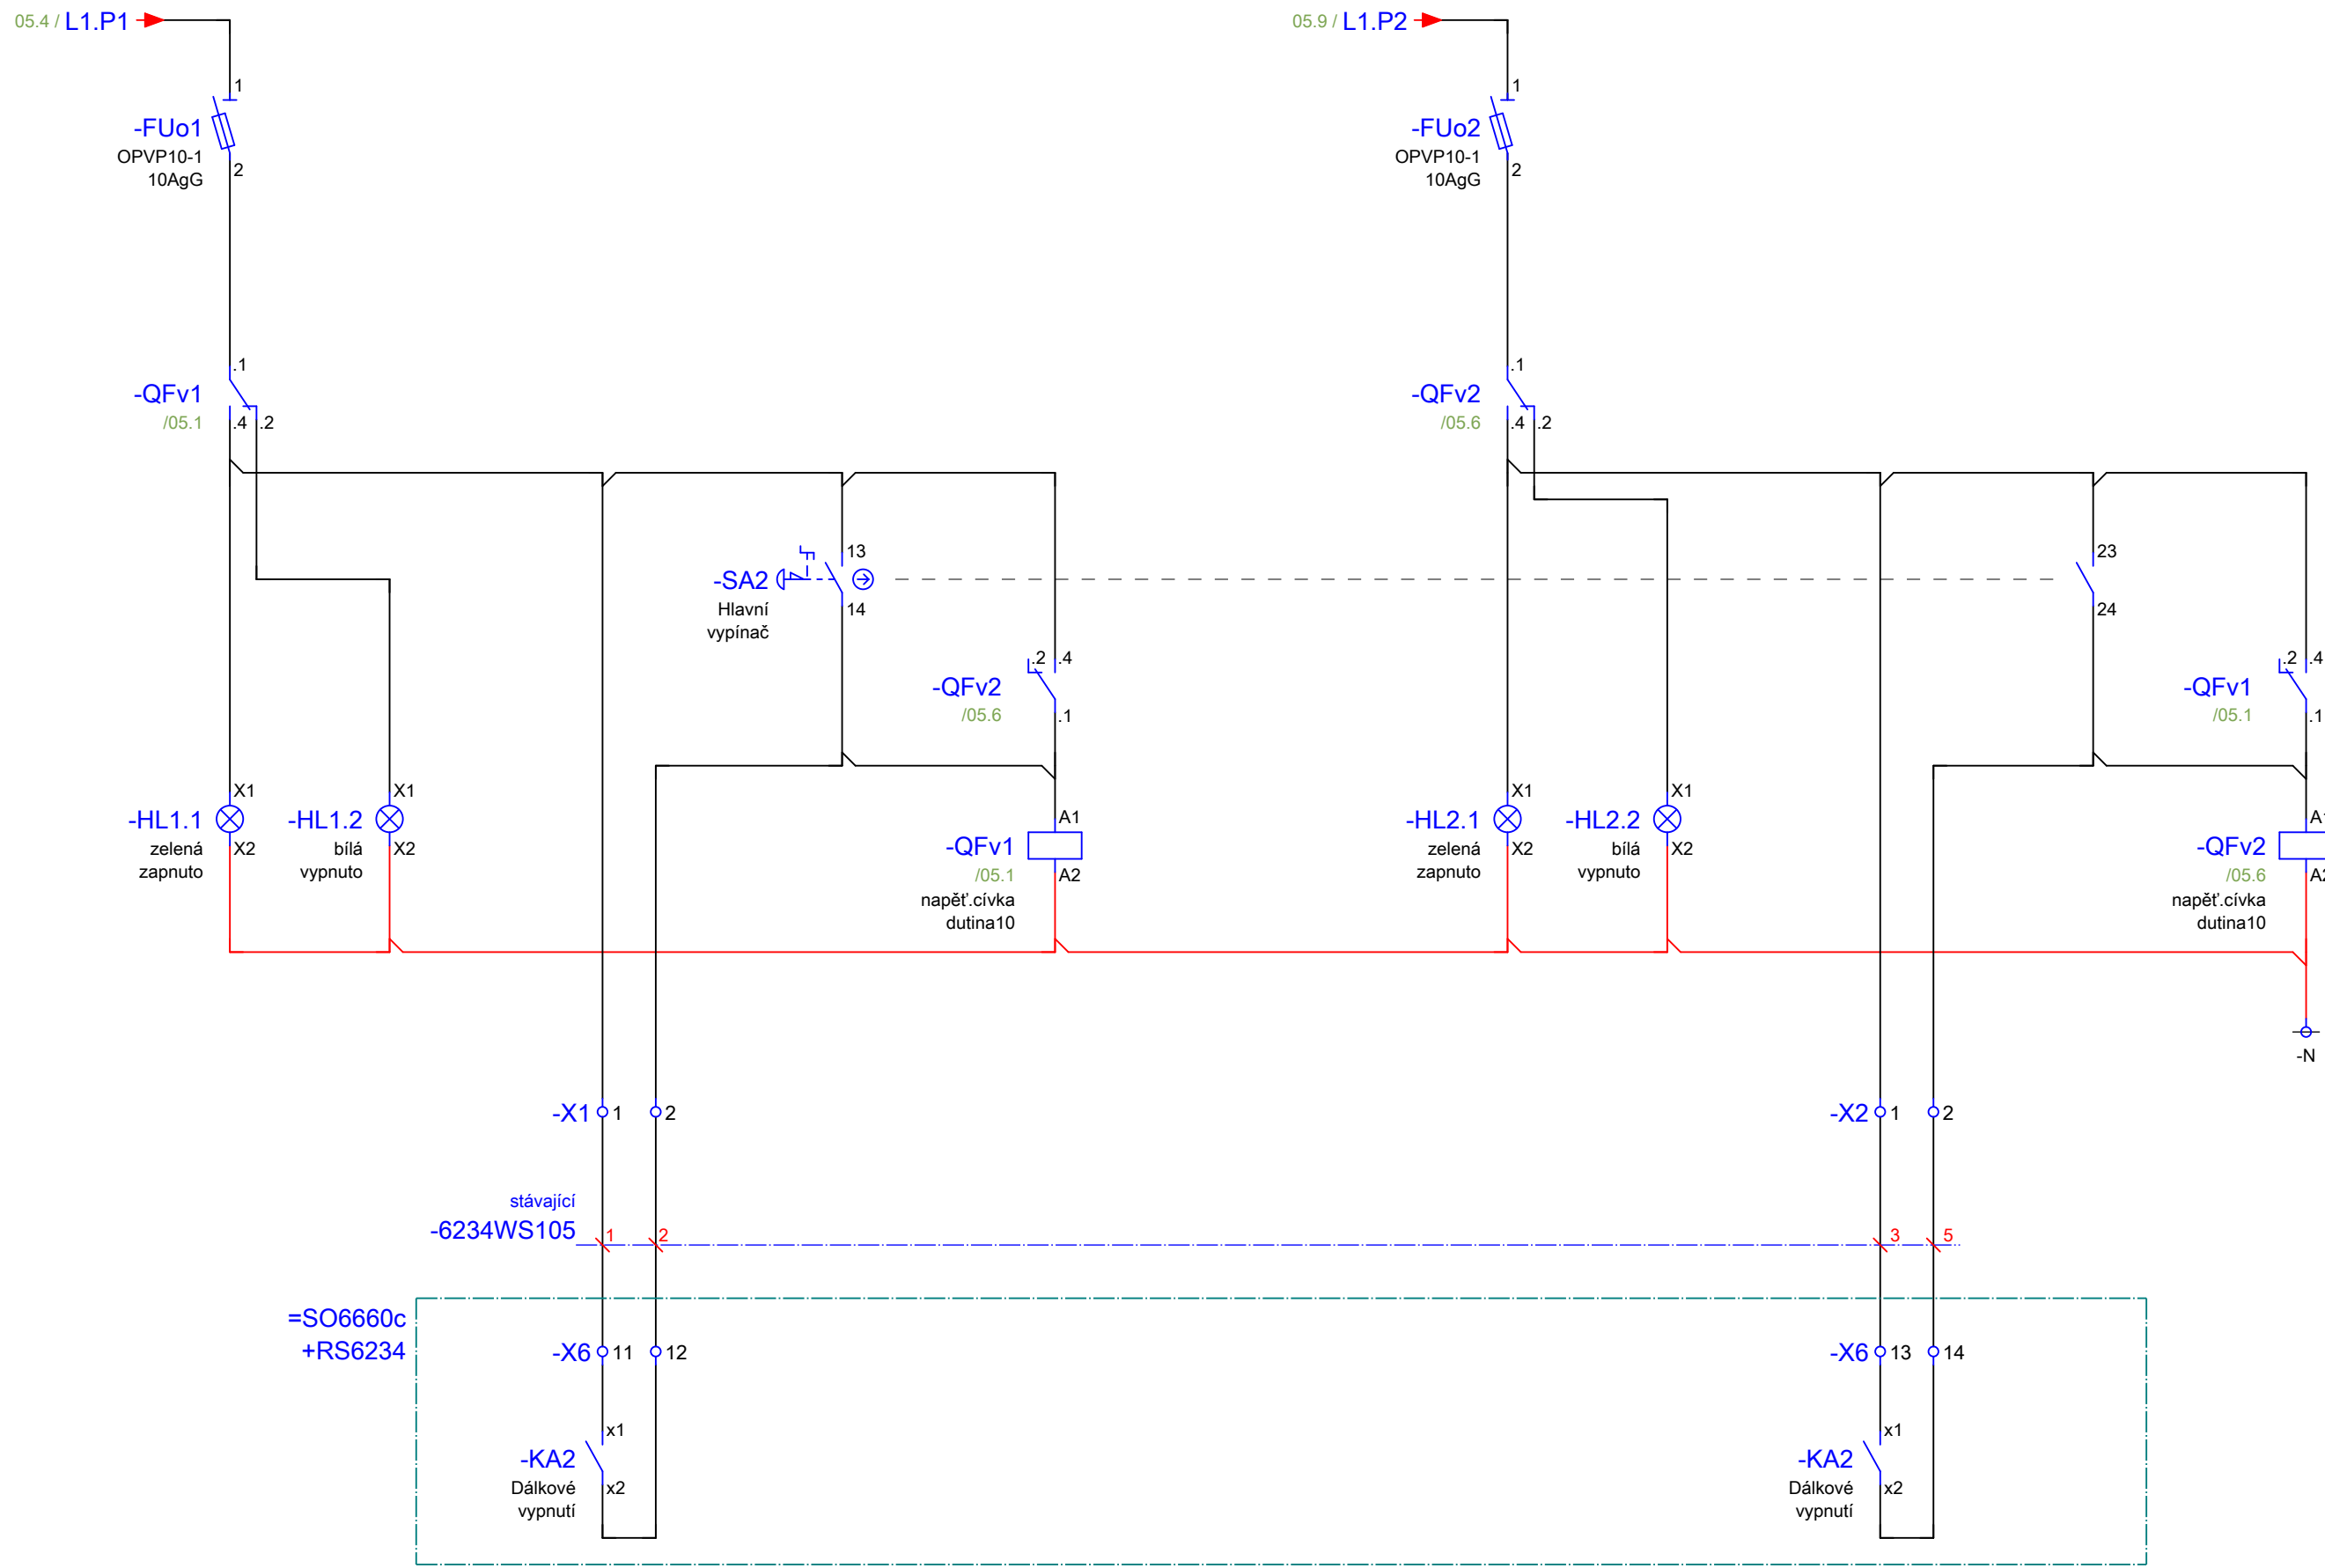 05.4 / L1.P1
05.9 / L1.P2
1
-FUo1
OPVP10-1
10AgG
2
1
-FUo2
OPVP10-1
10AgG
2
.1
-QFv1
/05.1
.4 .2
.1
-QFv2
/05.6
.4 .2
13
-SA2
Hlavní
vypínač
14
23
24
.2 .4
-QFv2
/05.6
.1
.2 .4
-QFv1
/05.1
.1
X1
-HL1.1
zelená
zapnuto
X2
X1
-HL1.2
bílá
vypnuto
X2
A1
-QFv1
/05.1
A2
napěť.cívka
dutina10
X1
-HL2.1
zelená
zapnuto
X2
X1
-HL2.2
bílá
vypnuto
X2
-QFv2
/05.6
napěť.cívka
dutina10
-N
-X1 1 2
-X2 1 2
stávající
-6234WS105
1 2 3 5
=SO6660c
+RS6234
-X6 11 12
-X6 13 14
x1
-KA2
Dálkové
vypnutí
x2
x1
-KA2
Dálkové
vypnutí
x2